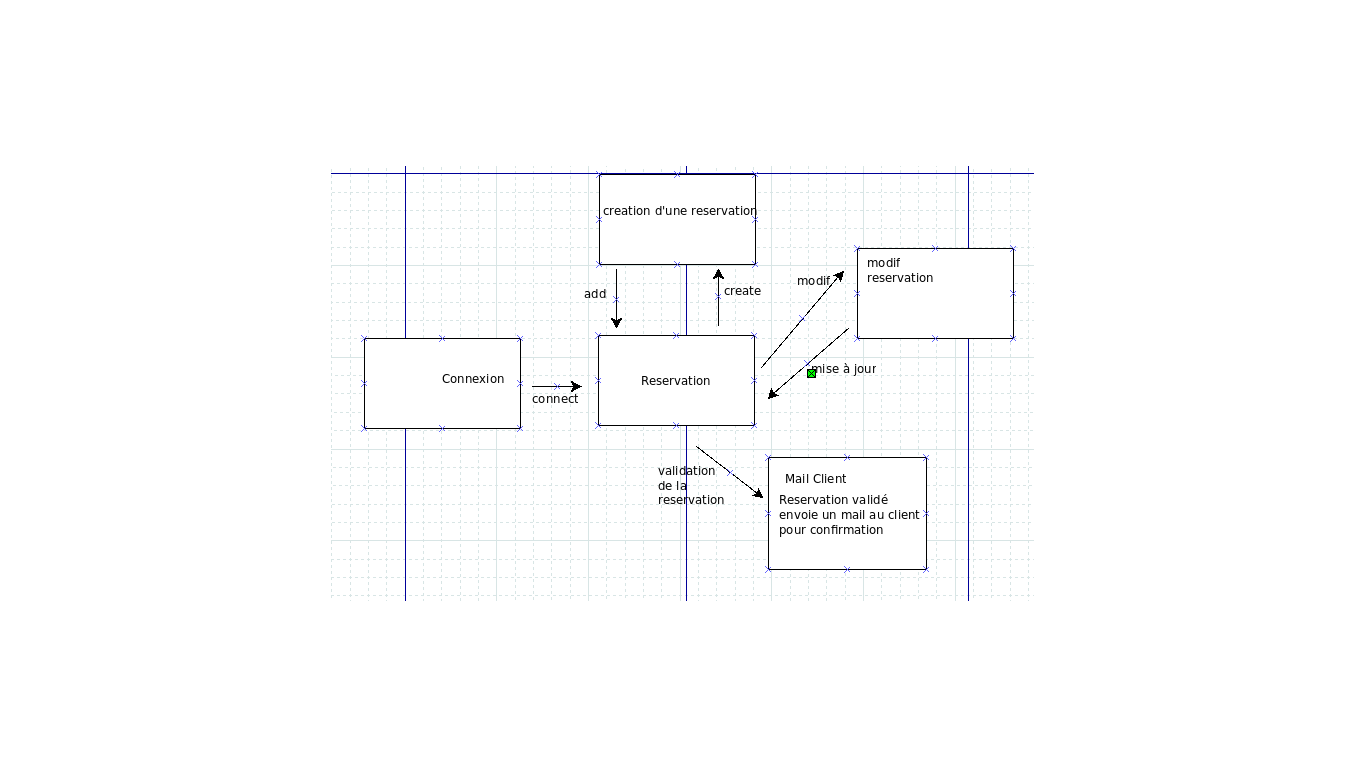 creation d'une reservation
modif
reservation
modif
add
create
mise à jour
Connexion
connect
Reservation
validation
de la
reservation
Mail Client
Reservation validé
envoie un mail au client
pour confirmation